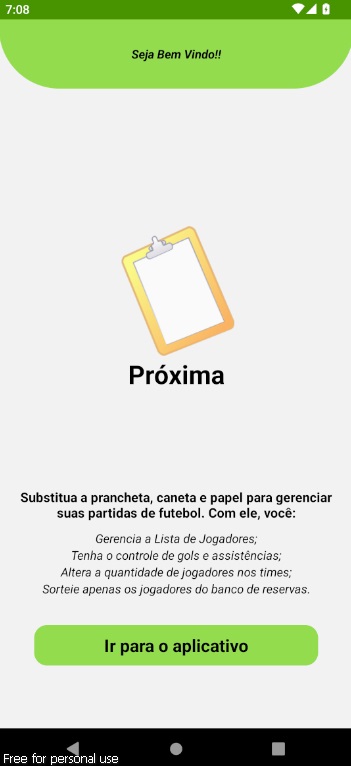 7:08
Seja Bem Vindo!!
Próxima
Substitua a prancheta, caneta e papel para gerenciar
suas partidas de futebol. Com ele, você:
Gerencia a Lista de Jogadores;
Tenha o controle de gols e assistências;
Altera a quantidade de jogadores nos times;
Sorteie apenas os jogadores do banco de reservas.
Ir para o aplicativo
Free for personal use